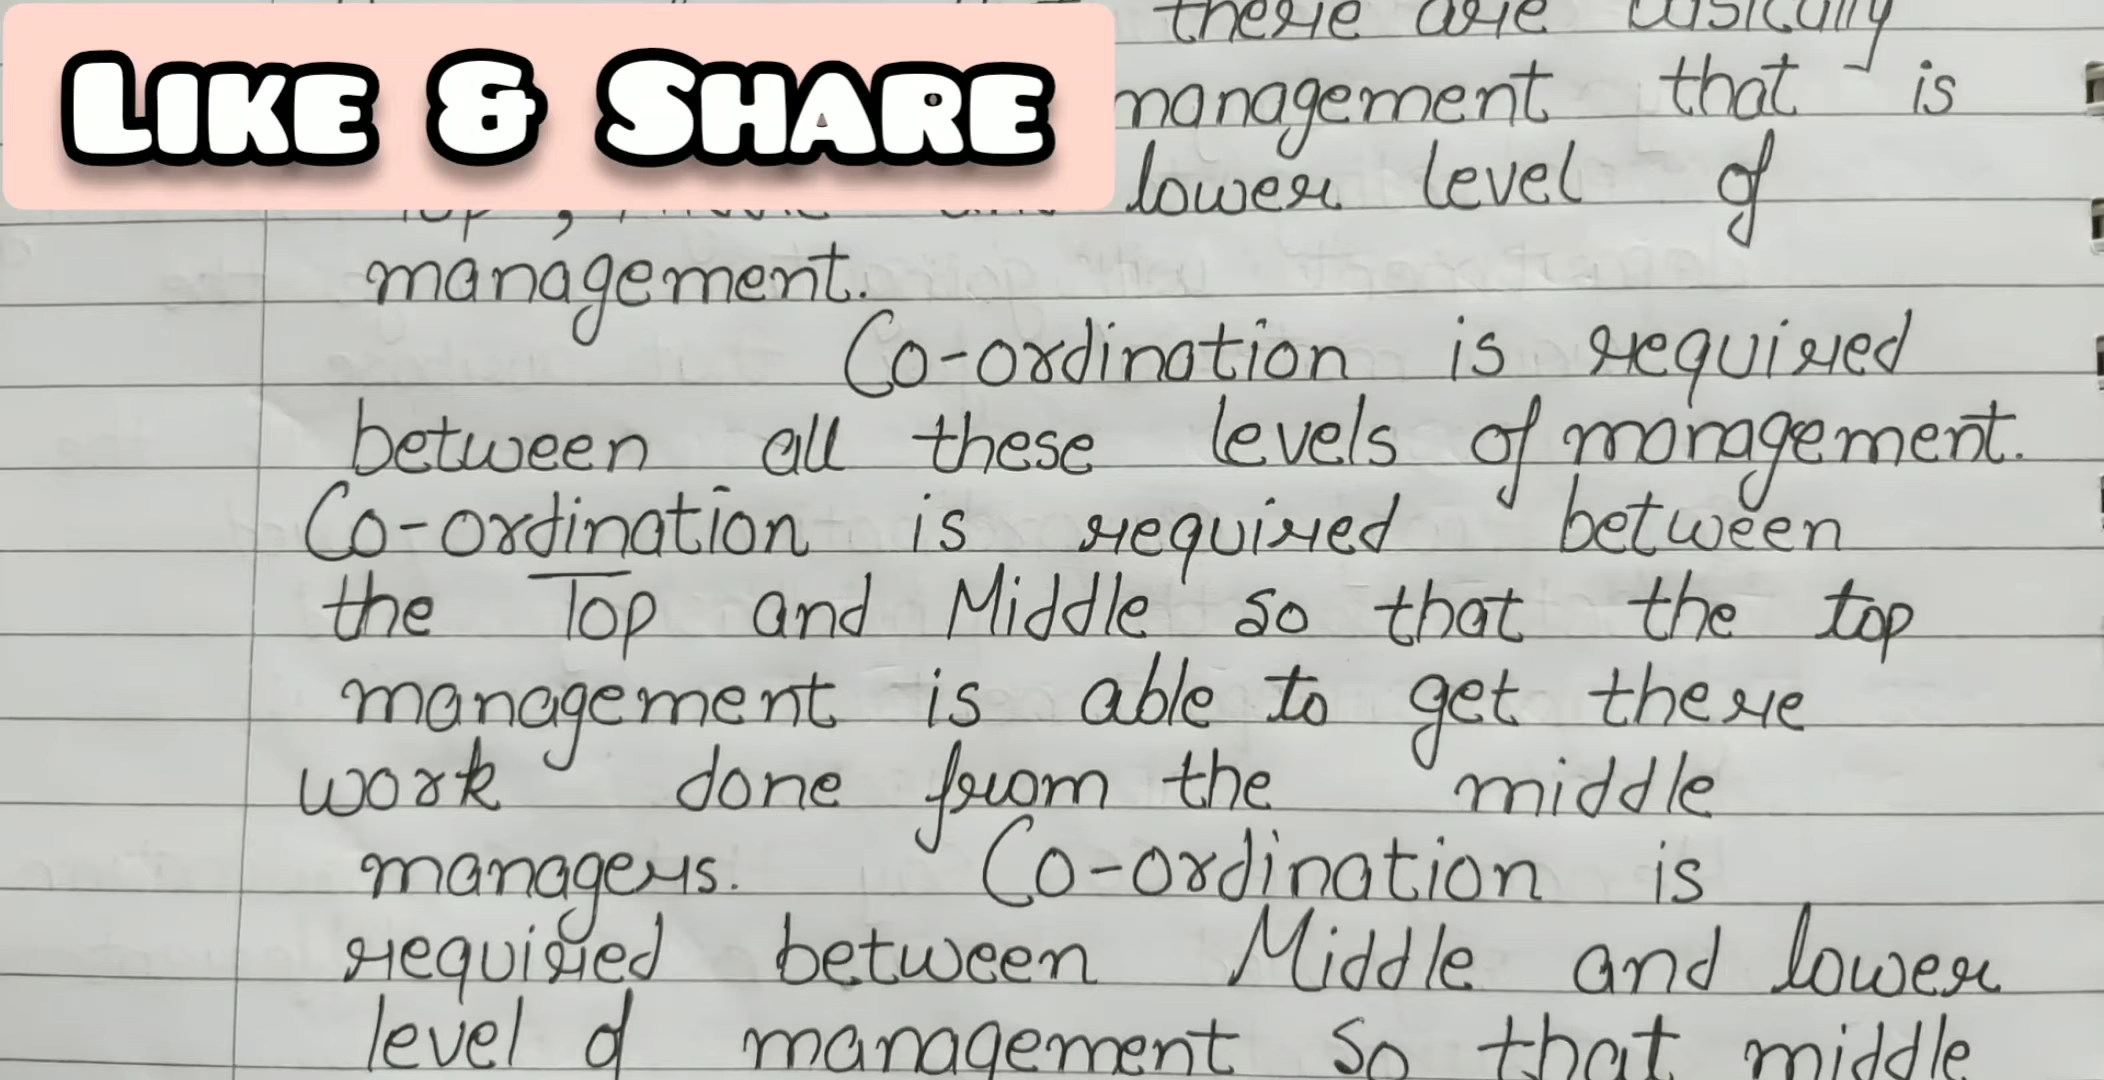 LIKE & SHARE
there are basically
management that is
Top, Middle and lower level of
management.
Co-ordination is required
between all these levels of management.
Co-ordination is required between
the Top and Middle so that the top
management is able to get there
work done from the middle
managers. Co-ordination is
required between Middle and lower
level of management so that middle